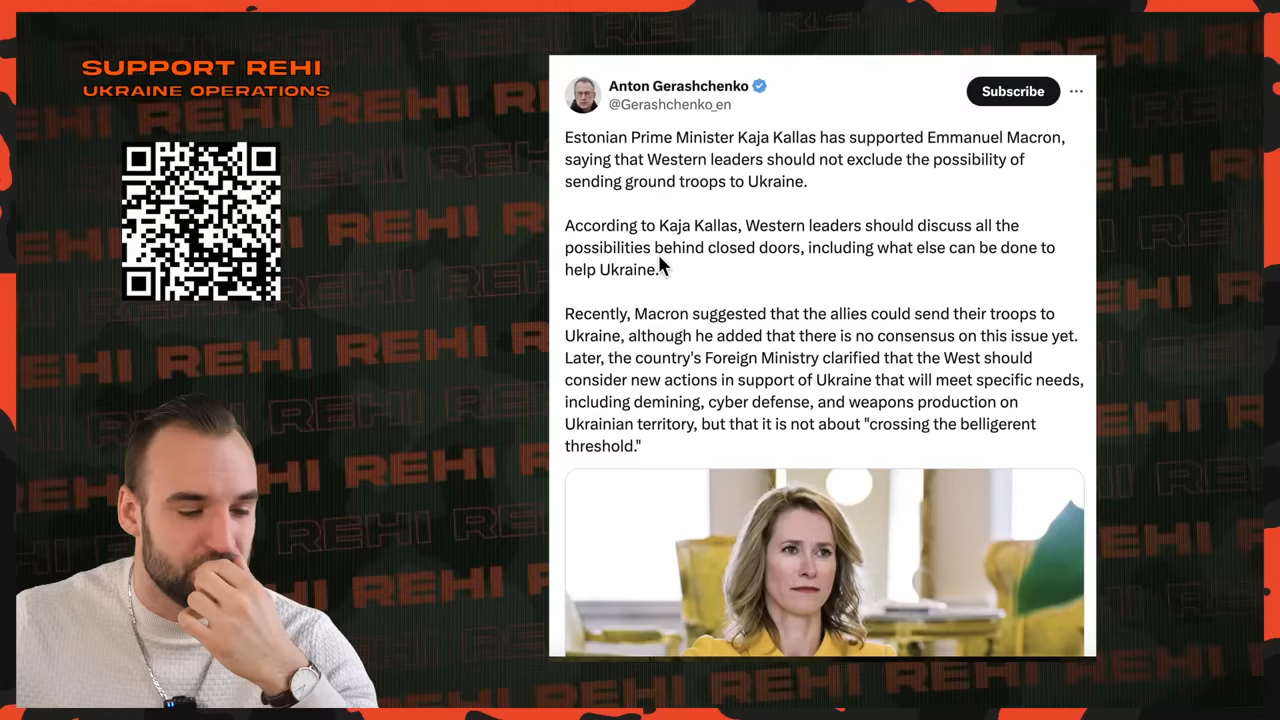 SUPPORT REHI
UKRAINE OPERATIONS
Anton Gerashchenko
@Gerashchenko_en
Subscribe
Estonian Prime Minister Kaja Kallas has supported Emmanuel Macron,
saying that Western leaders should not exclude the possibility of
sending ground troops to Ukraine.
According to Kaja Kallas, Western leaders should discuss all the
possibilities behind closed doors, including what else can be done to
help Ukraine.
Recently, Macron suggested that the allies could send their troops to
Ukraine, although he added that there is no consensus on this issue yet.
Later, the country's Foreign Ministry clarified that the West should
consider new actions in support of Ukraine that will meet specific needs,
including demining, cyber defense, and weapons production on
Ukrainian territory, but that it is not about "crossing the belligerent
threshold."
REHI REHI REHI REHI